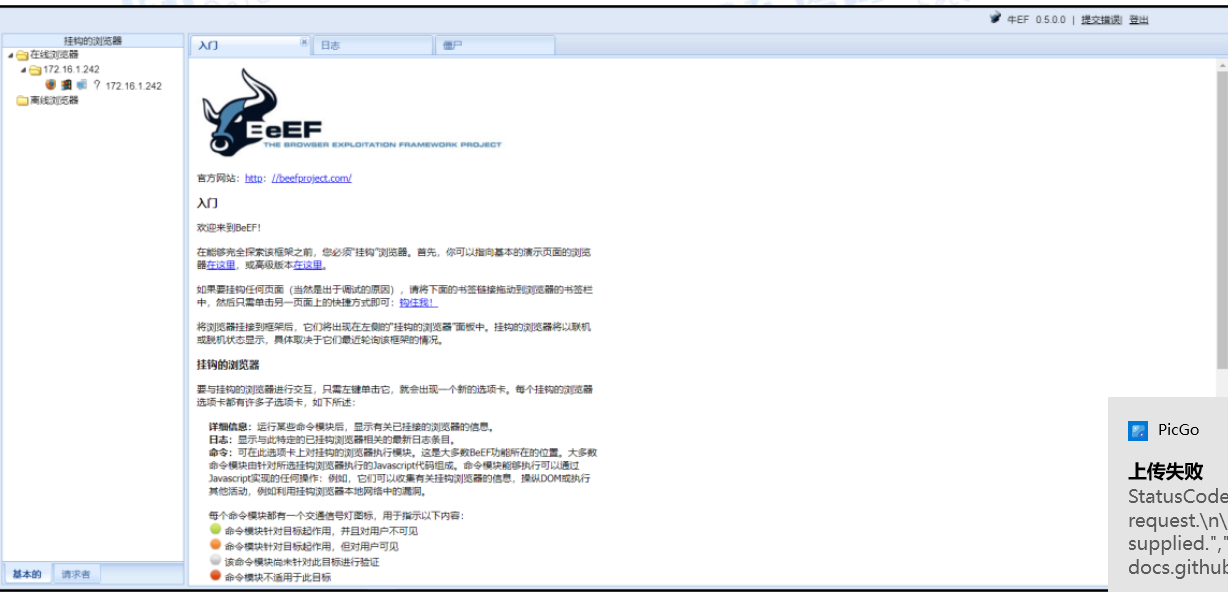 牛EF 0.5.0.0 | 提交错误| 登出
挂钩的浏览器
在线浏览器
172.16.1.242
? 172.16.1.242
离线浏览器
基本的 请求者
入门 日志 僵尸
BeEF
THE BROWSER EXPLOITATION FRAMEWORK PROJECT
官方网站：http：//beefproject.com/
入门
欢迎来到BeEF！
在能够完全探索该框架之前，您必须“挂钩”浏览器。首先，你可以指向基本的演示页面的浏览
器在这里，或高级版本在这里。
如果要挂钩任何页面（当然是出于调试的原因），请将下面的书签链接拖动到浏览器的书签栏
中，然后只需单击另一页面上的快捷方式即可：钩住我！
将浏览器挂接到框架后，它们将出现在左侧的“挂钩的浏览器”面板中。挂钩的浏览器将以联机
或脱机状态显示，具体取决于它们最近轮询该框架的情况。
挂钩的浏览器
要与挂钩的浏览器进行交互，只需左键单击它，就会出现一个新的选项卡。每个挂钩的浏览器
选项卡都有许多子选项卡，如下所述：
详细信息：运行某些命令模块后，显示有关已挂接的浏览器的信息。
日志：显示与此特定的已挂钩浏览器相关的最新日志条目。
命令：可在此选项卡上对挂钩的浏览器执行模块。这是大多数BeEF功能所在的位置。大多数
命令模块由针对所选挂钩浏览器执行的Javascript代码组成。命令模块能够执行可以通过
Javascript实现的任何操作：例如，它们可以收集有关挂钩浏览器的信息，操纵DOM或执行
其他活动，例如利用挂钩浏览器本地网络中的漏洞。
每个命令模块都有一个交通信号灯图标，用于指示以下内容：
命令模块针对目标起作用，并且对用户不可见
命令模块针对目标起作用，但对用户可见
该命令模块尚未针对此目标进行验证
命令模块不适用于此目标
PicGo
上传失败
StatusCode
request.\n\
supplied.","
docs.github